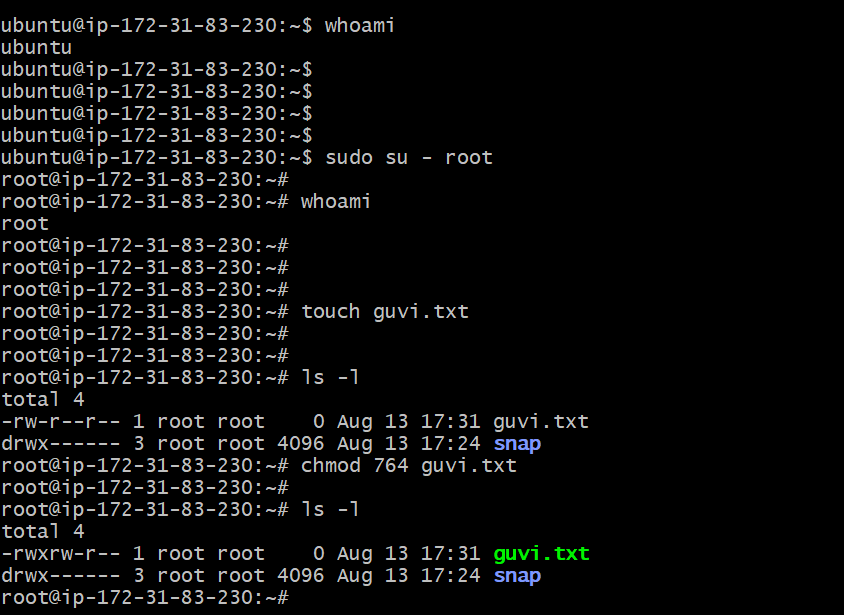 ubuntu@ip-172-31-83-230:~$ whoami
ubuntu
ubuntu@ip-172-31-83-230:~$
ubuntu@ip-172-31-83-230:~$
ubuntu@ip-172-31-83-230:~$
ubuntu@ip-172-31-83-230:~$
ubuntu@ip-172-31-83-230:~$ sudo su - root
root@ip-172-31-83-230:~#
root@ip-172-31-83-230:~# whoami
root
root@ip-172-31-83-230:~#
root@ip-172-31-83-230:~#
root@ip-172-31-83-230:~#
root@ip-172-31-83-230:~# touch guvi.txt
root@ip-172-31-83-230:~#
root@ip-172-31-83-230:~#
root@ip-172-31-83-230:~# ls -l
total 4
-rw-r--r-- 1 root root    0 Aug 13 17:31 guvi.txt
drwx------ 3 root root 4096 Aug 13 17:24 snap
root@ip-172-31-83-230:~# chmod 764 guvi.txt
root@ip-172-31-83-230:~#
root@ip-172-31-83-230:~# ls -l
total 4
-rwxrw-r-- 1 root root    0 Aug 13 17:31 guvi.txt
drwx------ 3 root root 4096 Aug 13 17:24 snap
root@ip-172-31-83-230:~#